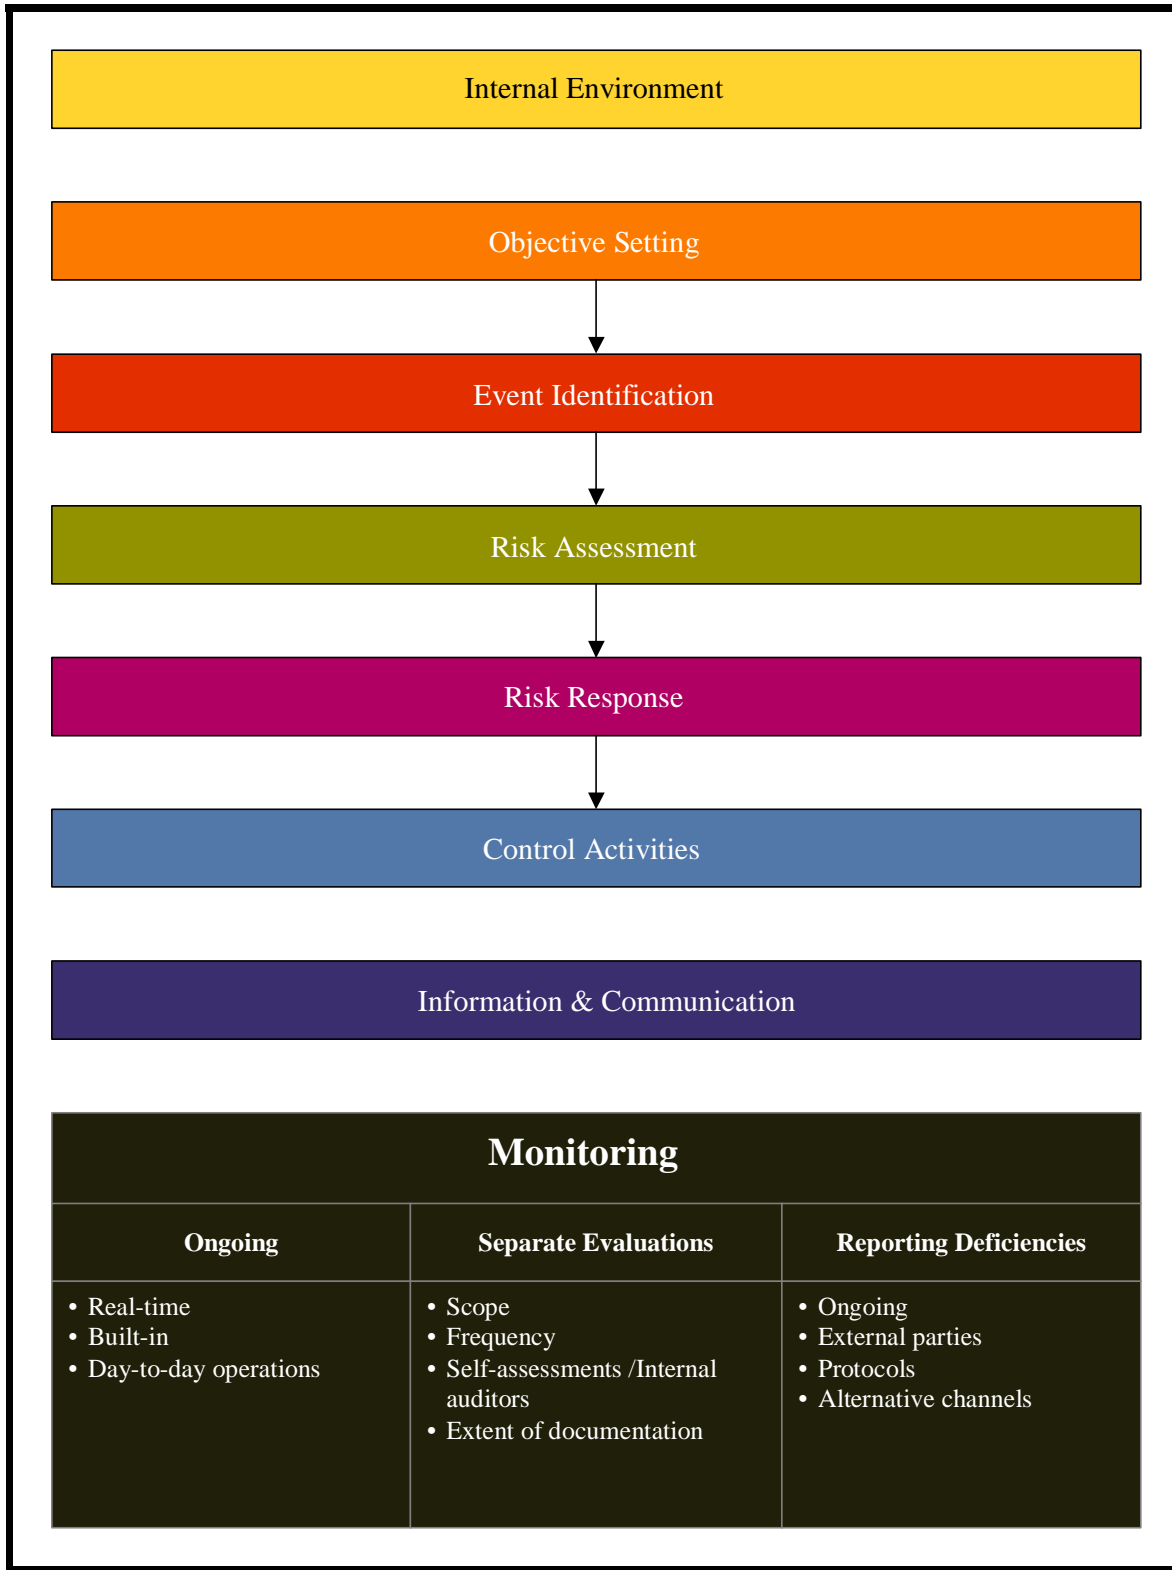 Internal Environment
Objective Setting
Event Identification
Risk Assessment
Risk Response
Control Activities
Information & Communication
Monitoring
Ongoing
Separate Evaluations
Reporting Deficiencies
• Real-time
• Built-in
• Day-to-day operations
• Scope
• Frequency
• Self-assessments /Internal
auditors
• Extent of documentation
• Ongoing
• External parties
• Protocols
• Alternative channels